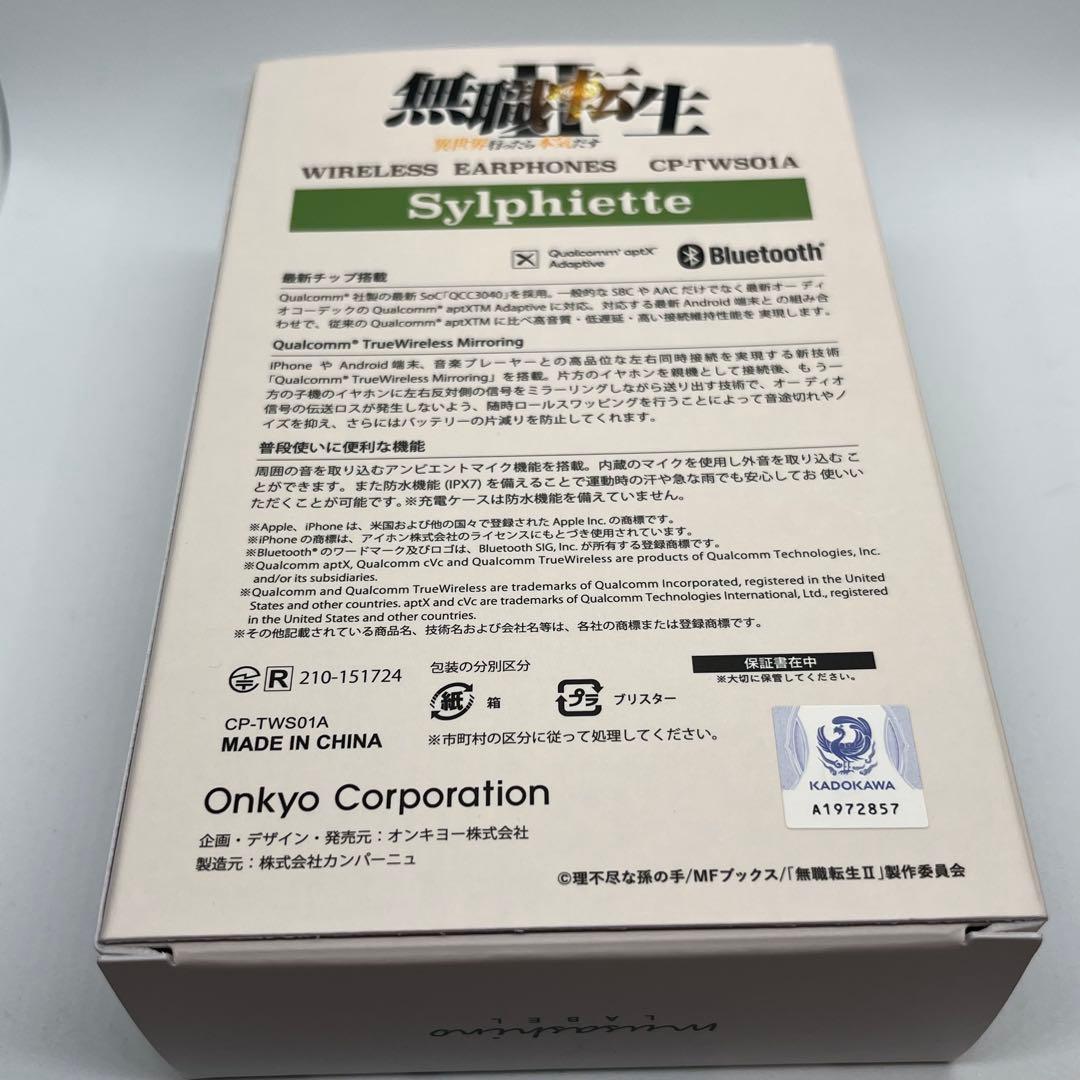 無職転生
II
異世界行ったら本気だす
WIRELESS EARPHONES CP-TWS01A
Sylphiette
Qualcomm® aptX™
Adaptive
Bluetooth®
最新チップ搭載
Qualcomm® 社製の最新 SoC「QCC3040」を採用。一般的な SBC や AAC だけでなく最新オー ディ
オコーデックの Qualcomm® aptXTM Adaptive に対応。対応する最新 Android 端末と の組み合
わせで、従来の Qualcomm® aptXTM に比べ高音質・低遅延・高い接続維持性能を 実現します。
Qualcomm® TrueWireless Mirroring
iPhone や Android 端末、音楽プレーヤーとの高品位な左右同時接続を実現する新技術
「Qualcomm® TrueWireless Mirroring」を搭載。片方のイヤホンを親機として接続後、も う一
方の子機のイヤホンに左右反対側の信号をミラーリングしながら送り出す技術で、オー ディオ
信号の伝送ロスが発生しないよう、随時ロールスワッピングを行うことによって音途切れやノ
イズを抑え、さらにはバッテリーの片減りを防止してくれます。
普段使いに便利な機能
周囲の音を取り込むアンビエントマイク機能を搭載。内蔵のマイクを使用し外音を取り込む こ
とができます。また防水機能 (IPX7) を備えることで運動時の汗や急な雨でも安心してお 使いい
ただくことが可能です。※充電ケースは防水機能を備えていません。
※Apple、iPhone は、米国および他の国々で登録された Apple Inc. の商標です。
※iPhone の商標は、アイホン株式会社のライセンスにもとづき使用されています。
※Bluetooth® のワードマーク及びロゴは、Bluetooth SIG, Inc. が所有する登録商標です。
※Qualcomm aptX, Qualcomm cVc and Qualcomm TrueWireless are products of Qualcomm Technologies, Inc.
and/or its subsidiaries.
※Qualcomm and Qualcomm TrueWireless are trademarks of Qualcomm Incorporated, registered in the United
States and other countries. aptX and cVc are trademarks of Qualcomm Technologies International, Ltd., registered
in the United States and other countries.
※その他記載されている商品名、技術名および会社名等は、各社の商標または登録商標です。
R 210-151724
包装の分別区分
紙 箱
プラ ブリスター
※市町村の区分に従って処理してください。
保証書在中
※大切に保管してください。
CP-TWS01A
MADE IN CHINA
KADOKAWA
A1972857
Onkyo Corporation
企画・デザイン・発売元：オンキヨー株式会社
製造元：株式会社カンパーニュ
©理不尽な孫の手/MFブックス/「無職転生Ⅱ」製作委員会
musashino
LABEL